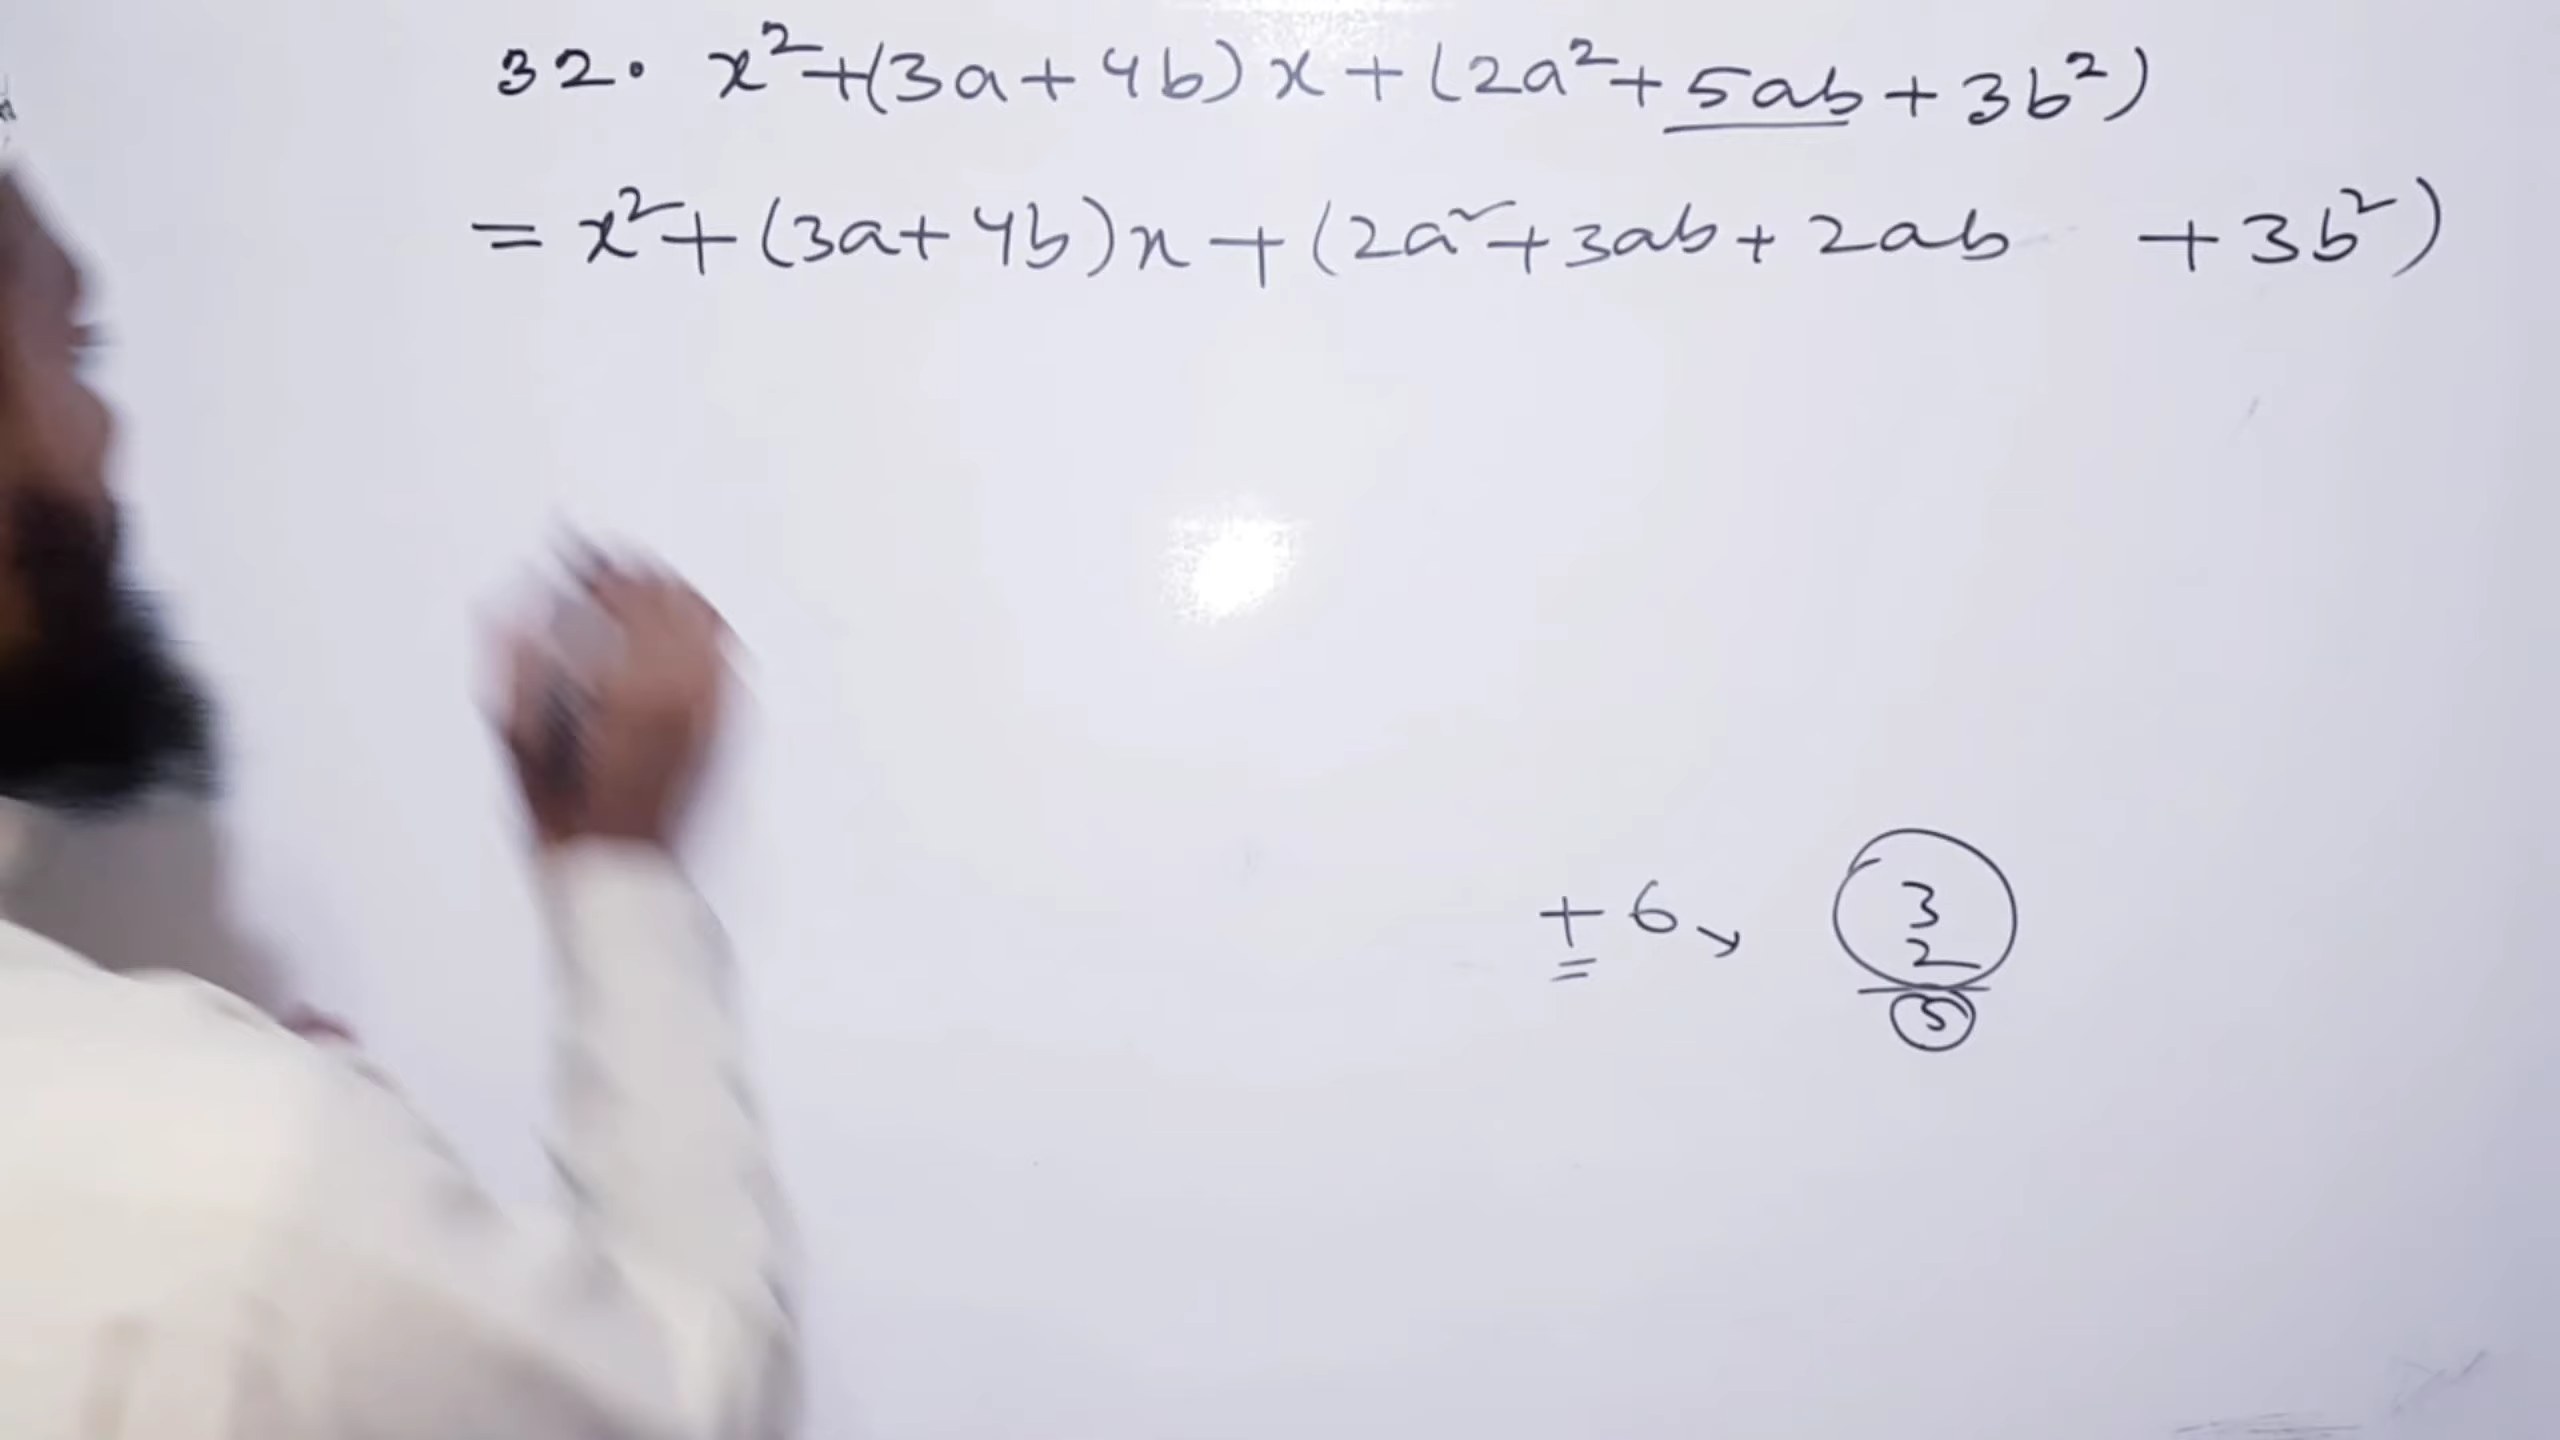 32. x²+(3a+4b)x+(2a²+5ab+3b²)
= x²+(3a+4b)x+(2a²+3ab+2ab +3b²)
+6↘ 3
2
5